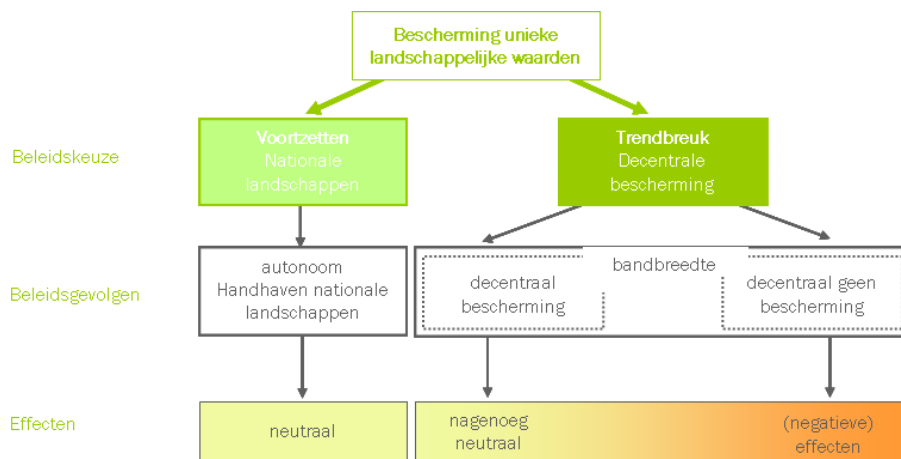 Bescherming unieke
landschappelijke waarden
Beleidskeuze
Voortzetten
Nationale
landschappen
Trendbreuk
Decentrale
bescherming
Beleidsgevolgen
autonoom
Handhaven nationale
landschappen
bandbreedte
decentraal
bescherming
decentraal geen
bescherming
Effecten
neutraal
nagenoeg
neutraal
(negatieve)
effecten